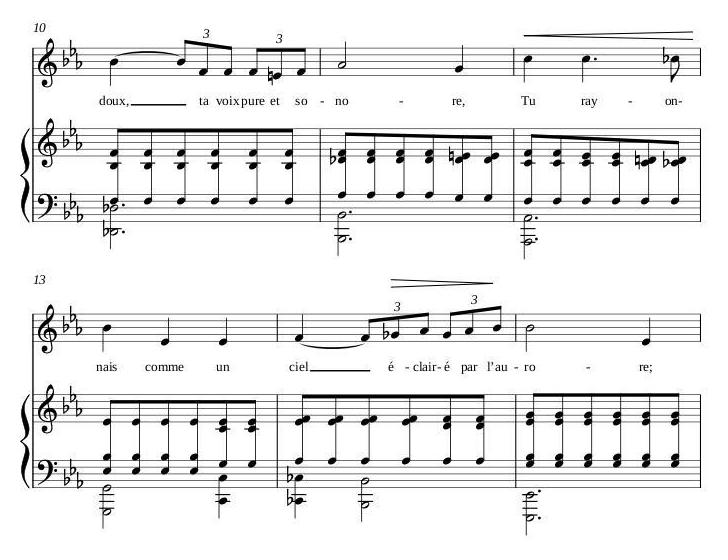 10
3 3
doux, ta voix pure et so - no - re, Tu ray - on-
13
3 3
nais comme un ciel é - clair - é par l'au - ro - re;